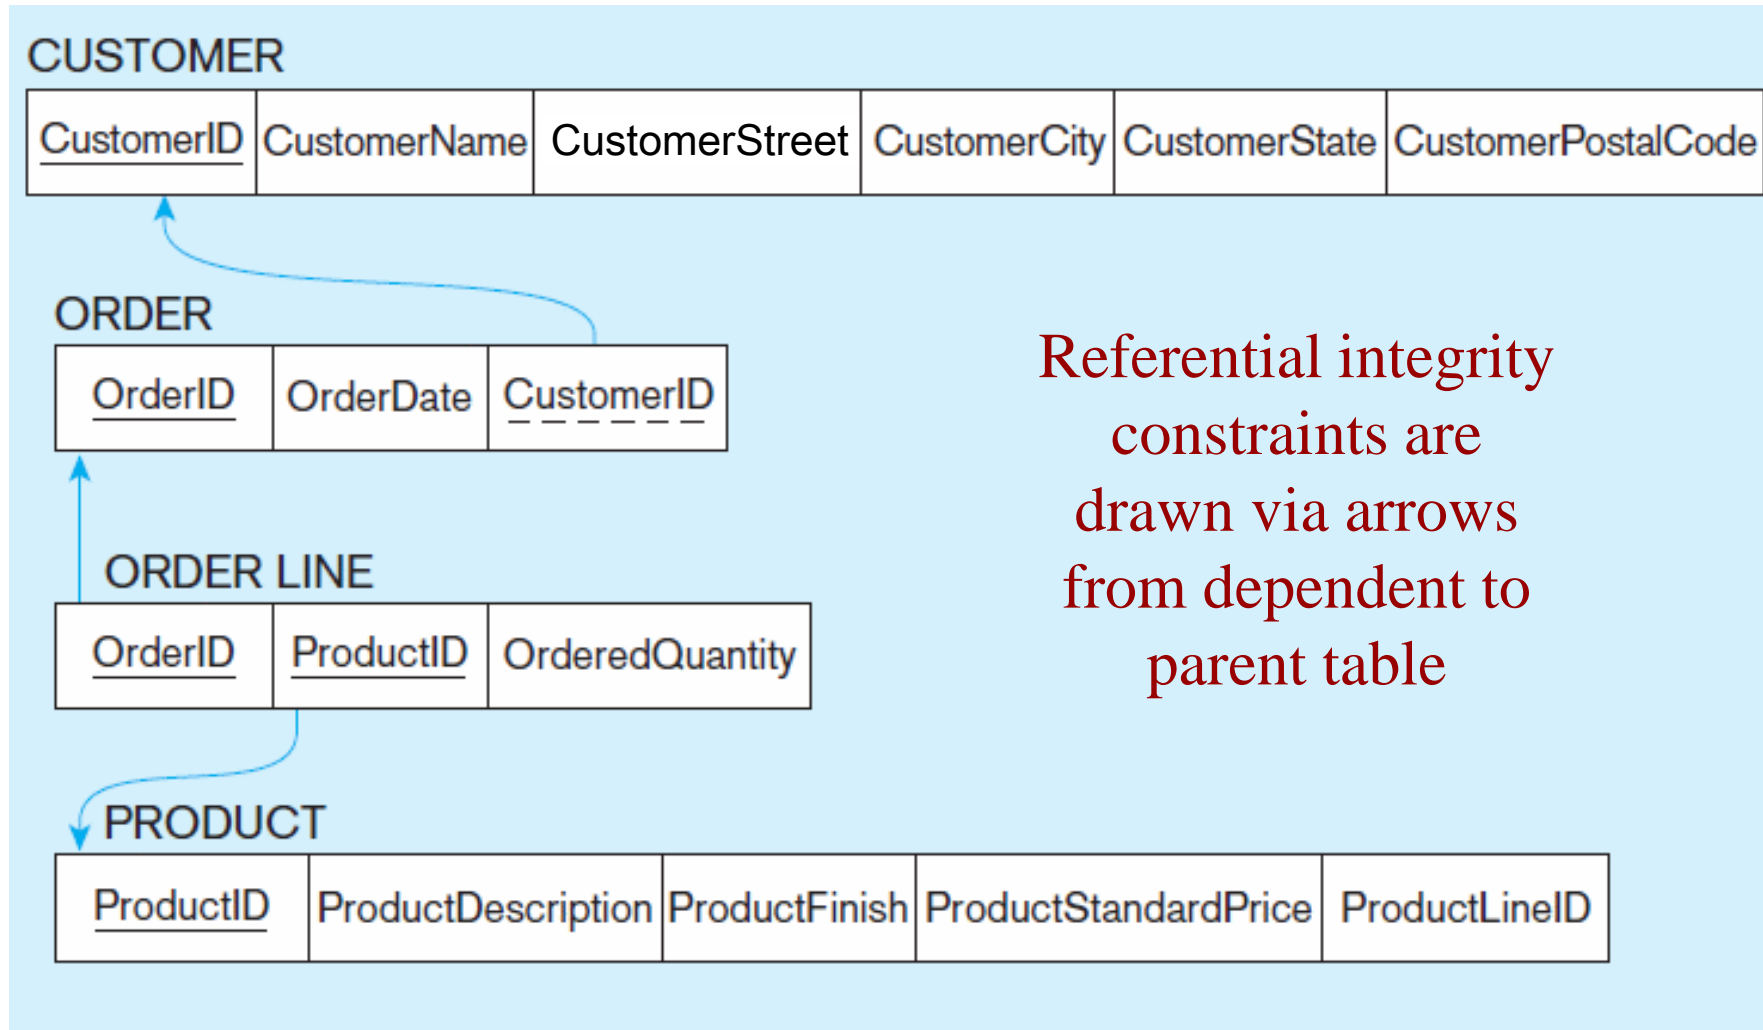 CUSTOMER
CustomerID CustomerName CustomerStreet CustomerCity CustomerState CustomerPostalCode
ORDER
OrderID OrderDate CustomerID
ORDER LINE
OrderID ProductID OrderedQuantity
PRODUCT
ProductID ProductDescription ProductFinish ProductStandardPrice ProductLineID
Referential integrity
constraints are
drawn via arrows
from dependent to
parent table